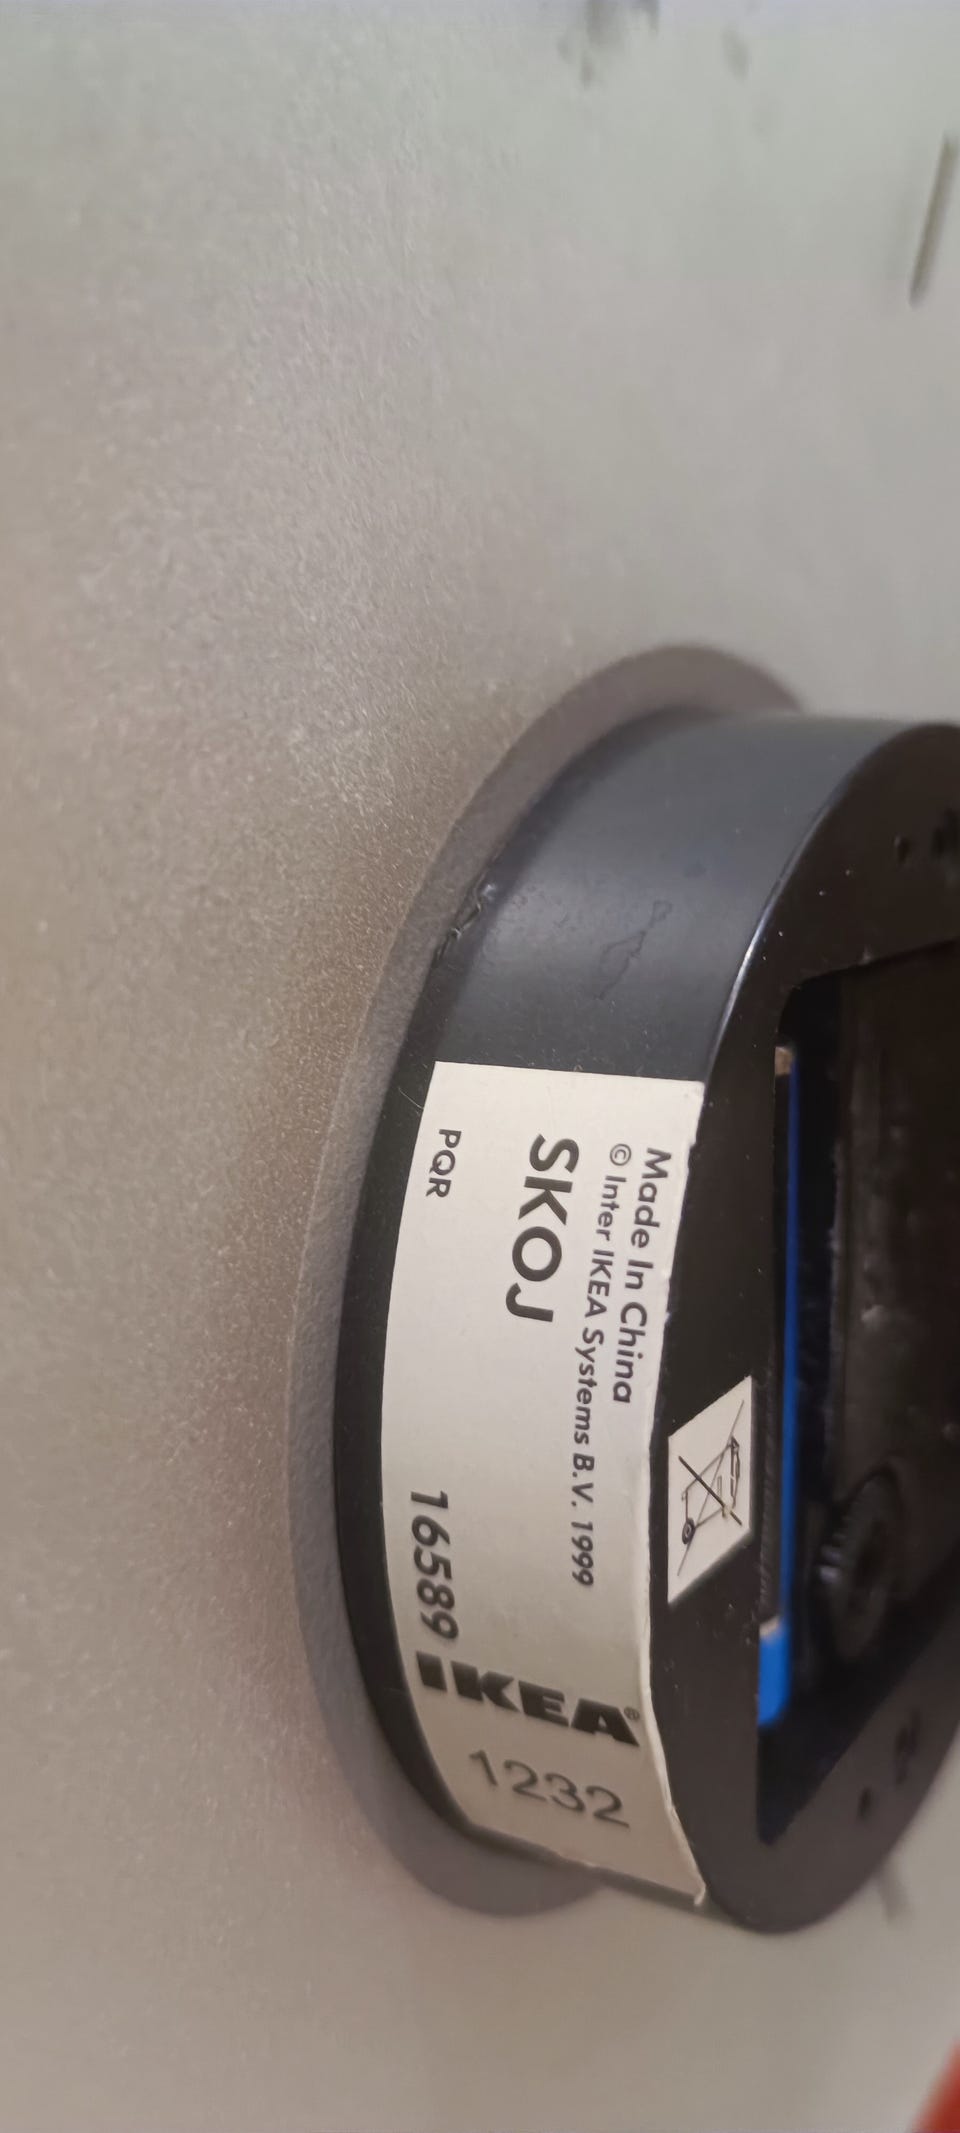 Made In China
© Inter IKEA Systems B.V. 1999
SKOJ
PQR
16589
IKEA®
1232